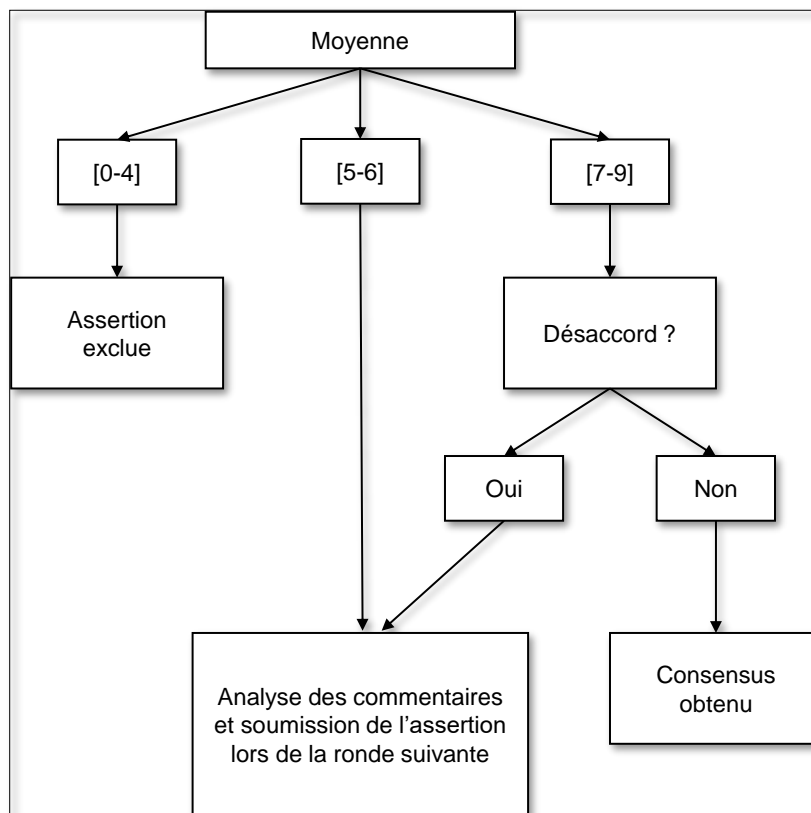 Moyenne
[0-4]
[5-6]
[7-9]
Assertion
exclue
Désaccord ?
Oui
Non
Analyse des commentaires
et soumission de l’assertion
lors de la ronde suivante
Consensus
obtenu